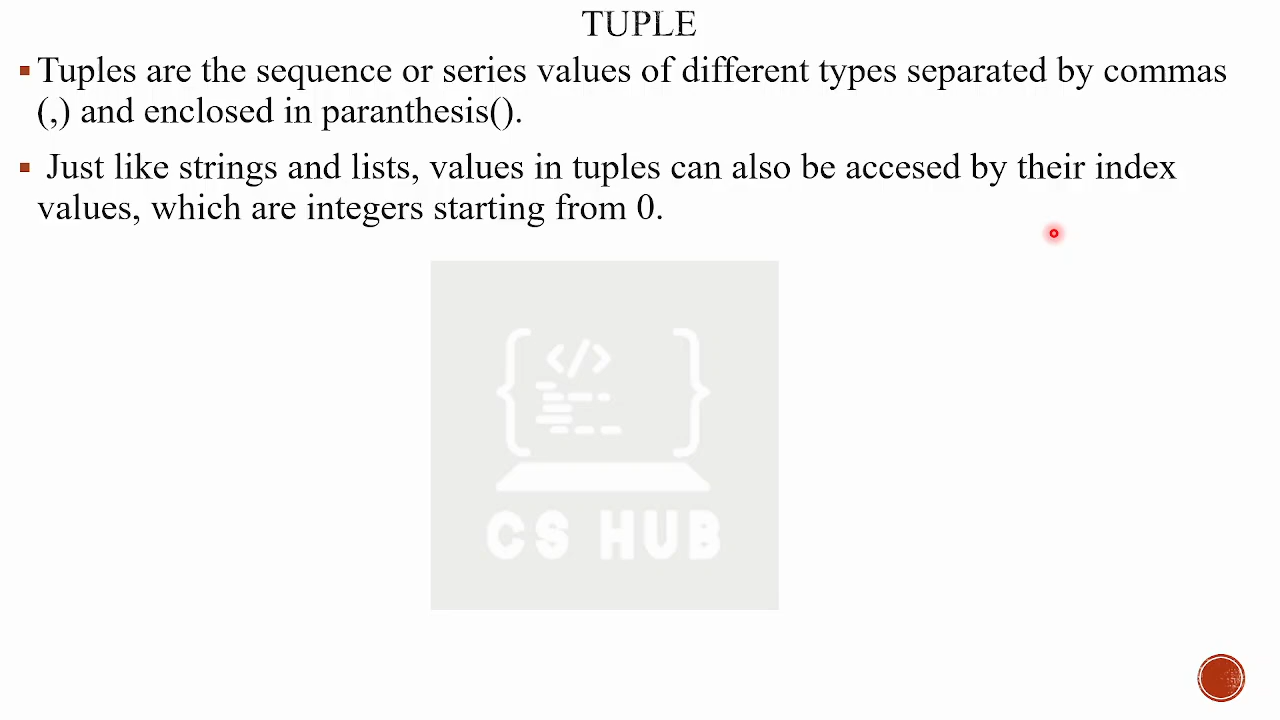 TUPLE
▪Tuples are the sequence or series values of different types separated by commas
(,) and enclosed in paranthesis().
▪ Just like strings and lists, values in tuples can also be accesed by their index
values, which are integers starting from 0.
</>
CS HUB